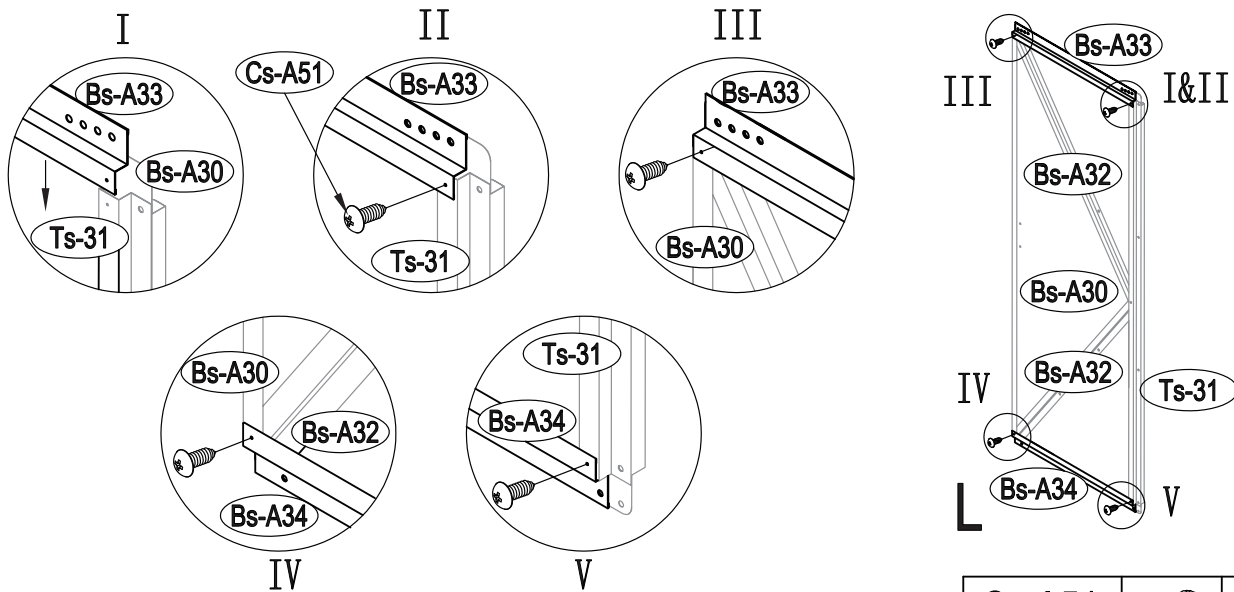 I
Bs-A33
Bs-A30
Ts-31
II
Cs-A51
Bs-A33
Ts-31
III
Bs-A33
Bs-A30
IV
Bs-A30
Bs-A32
Bs-A34
V
Ts-31
Bs-A34
Bs-A33
III
I&II
Bs-A32
Bs-A30
Bs-A32
IV
Ts-31
Bs-A34
V
L